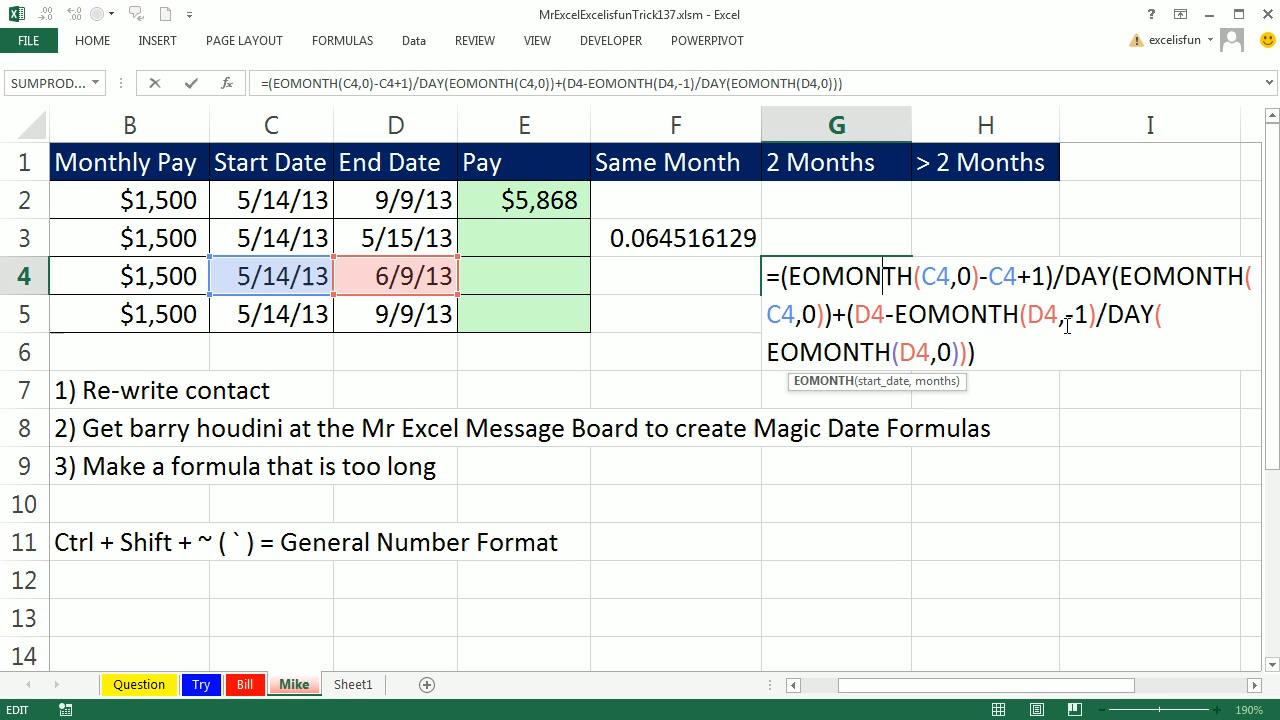 MrExcelExcelisfunTrick137.xlsm - Excel
FILE HOME INSERT PAGE LAYOUT FORMULAS Data REVIEW VIEW DEVELOPER POWERPIVOT excelisfun
SUMPROD... fx =(EOMONTH(C4,0)-C4+1)/DAY(EOMONTH(C4,0))+(D4-EOMONTH(D4,-1)/DAY(EOMONTH(D4,0)))
B C D E F G H I
1 Monthly Pay Start Date End Date Pay Same Month 2 Months > 2 Months
2 $1,500 5/14/13 9/9/13 $5,868
3 $1,500 5/14/13 5/15/13 0.064516129
4 $1,500 5/14/13 6/9/13 =(EOMONTH(C4,0)-C4+1)/DAY(EOMONTH(
5 $1,500 5/14/13 9/9/13 C4,0))+(D4-EOMONTH(D4,-1)/DAY(
6 EOMONTH(D4,0)))
EOMONTH(start_date, months)
7 1) Re-write contact
8 2) Get barry houdini at the Mr Excel Message Board to create Magic Date Formulas
9 3) Make a formula that is too long
10
11 Ctrl + Shift + ~ ( ` ) = General Number Format
12
13
14
Question Try Bill Mike Sheet1
EDIT 190%